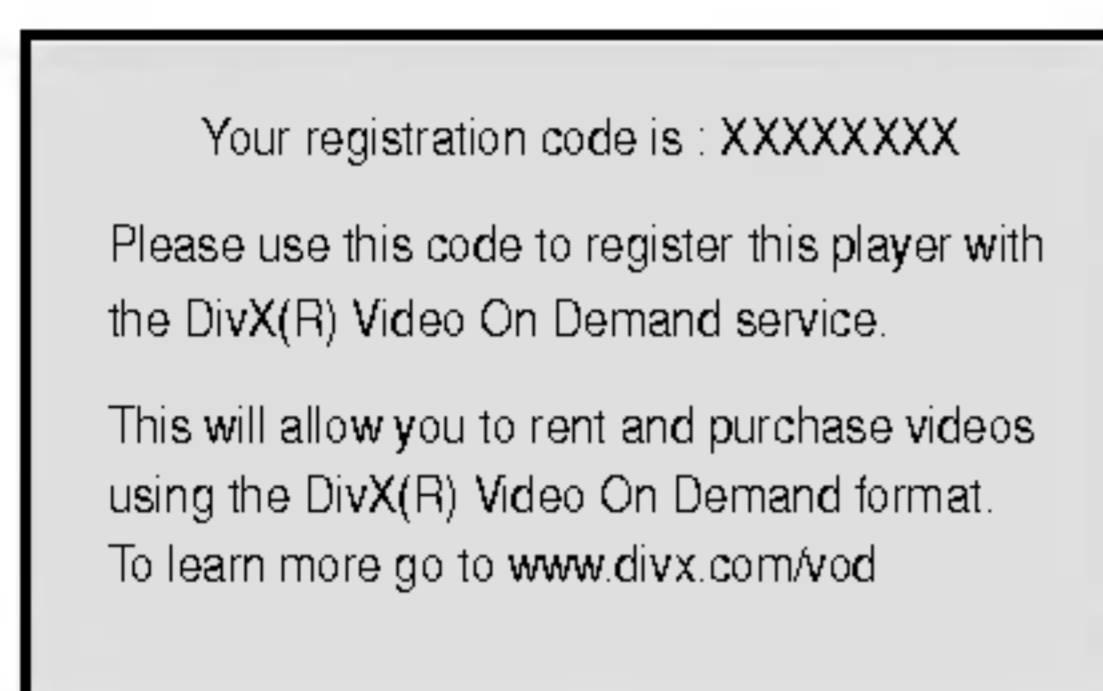 Your registration code is : XXXXXXXX
Please use this code to register this player with
the DivX(R) Video On Demand service.
This will allow you to rent and purchase videos
using the DivX(R) Video On Demand format.
To learn more go to www.divx.com/vod